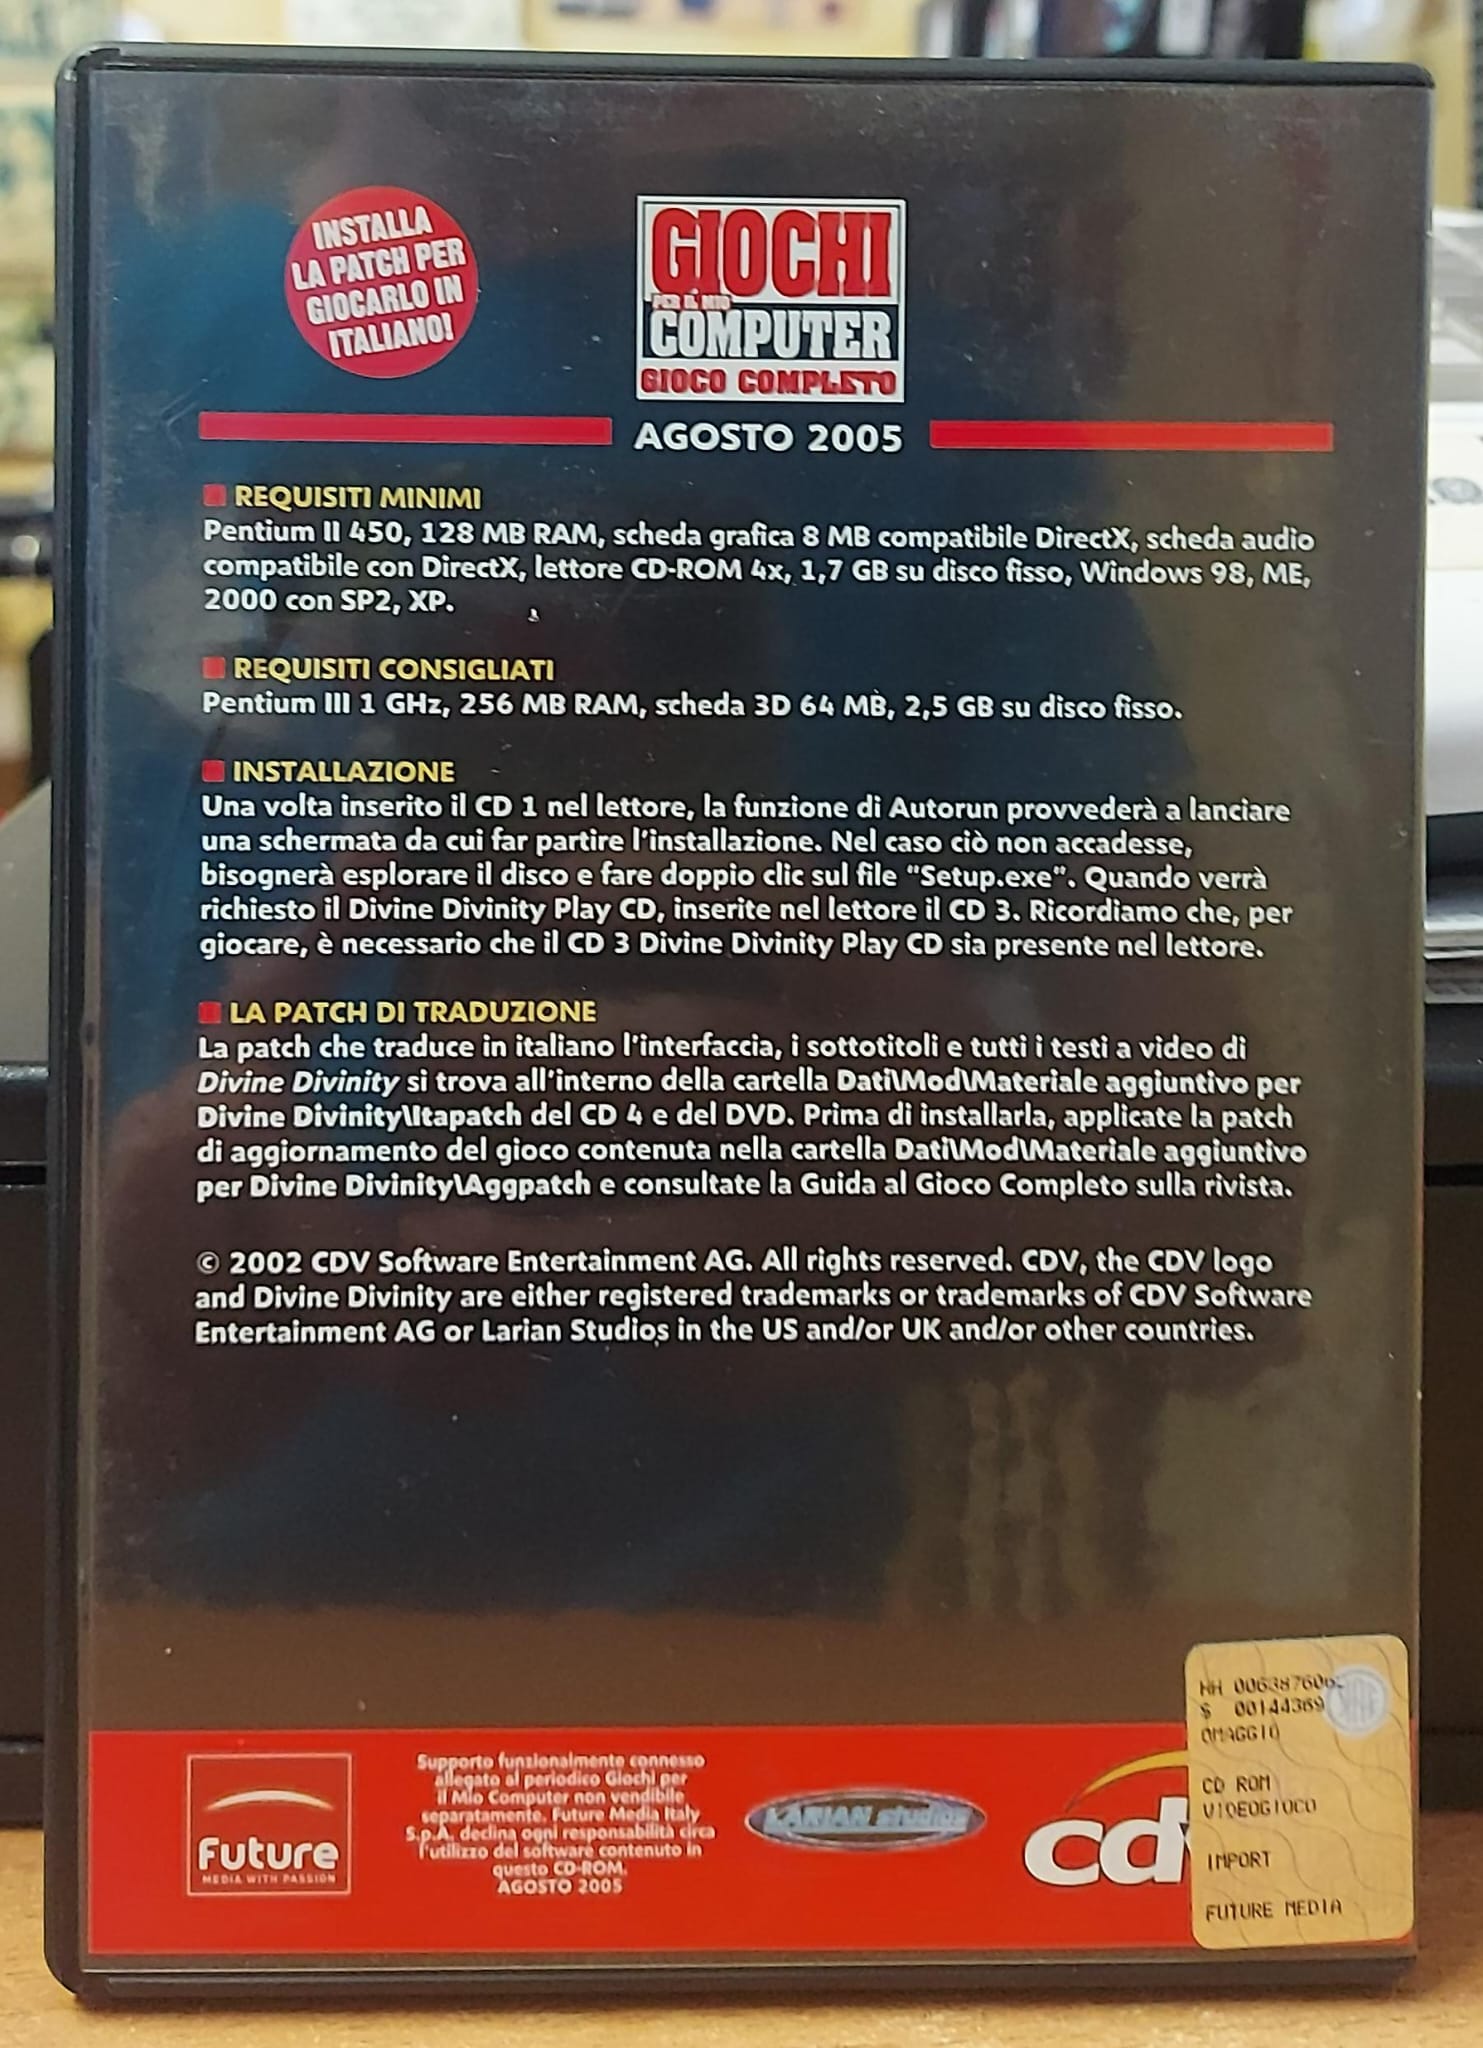 INSTALLA
LA PATCH PER
GIOCARLO IN
ITALIANO!
GIOCHI
PER IL MIO
COMPUTER
GIOCO COMPLETO
AGOSTO 2005
REQUISITI MINIMI
Pentium II 450, 128 MB RAM, scheda grafica 8 MB compatibile DirectX, scheda audio
compatibile con DirectX, lettore CD-ROM 4x, 1,7 GB su disco fisso, Windows 98, ME,
2000 con SP2, XP.
REQUISITI CONSIGLIATI
Pentium III 1 GHz, 256 MB RAM, scheda 3D 64 MB, 2,5 GB su disco fisso.
INSTALLAZIONE
Una volta inserito il CD 1 nel lettore, la funzione di Autorun provvederà a lanciare
una schermata da cui far partire l'installazione. Nel caso ciò non accadesse,
bisognerà esplorare il disco e fare doppio clic sul file "Setup.exe". Quando verrà
richiesto il Divine Divinity Play CD, inserite nel lettore il CD 3. Ricordiamo che, per
giocare, è necessario che il CD 3 Divine Divinity Play CD sia presente nel lettore.
LA PATCH DI TRADUZIONE
La patch che traduce in italiano l'interfaccia, i sottotitoli e tutti i testi a video di
Divine Divinity si trova all'interno della cartella Dati\Mod\Materiale aggiuntivo per
Divine Divinity\Itapatch del CD 4 e del DVD. Prima di installarla, applicate la patch
di aggiornamento del gioco contenuta nella cartella Dati\Mod\Materiale aggiuntivo
per Divine Divinity\Aggpatch e consultate la Guida al Gioco Completo sulla rivista.
© 2002 CDV Software Entertainment AG. All rights reserved. CDV, the CDV logo
and Divine Divinity are either registered trademarks or trademarks of CDV Software
Entertainment AG or Larian Studios in the US and/or UK and/or other countries.
Future
MEDIA WITH PASSION
Supporto funzionalmente connesso
allegato al periodico Giochi per
il Mio Computer non vendibile
separatamente. Future Media Italy
S.p.A. declina ogni responsabilità circa
l'utilizzo del software contenuto in
questo CD-ROM.
AGOSTO 2005
LARIAN studios
cdv
S 00144369
OMAGGIO
CD ROM
VIDEOGIOCO
IMPORT
FUTURE MEDIA